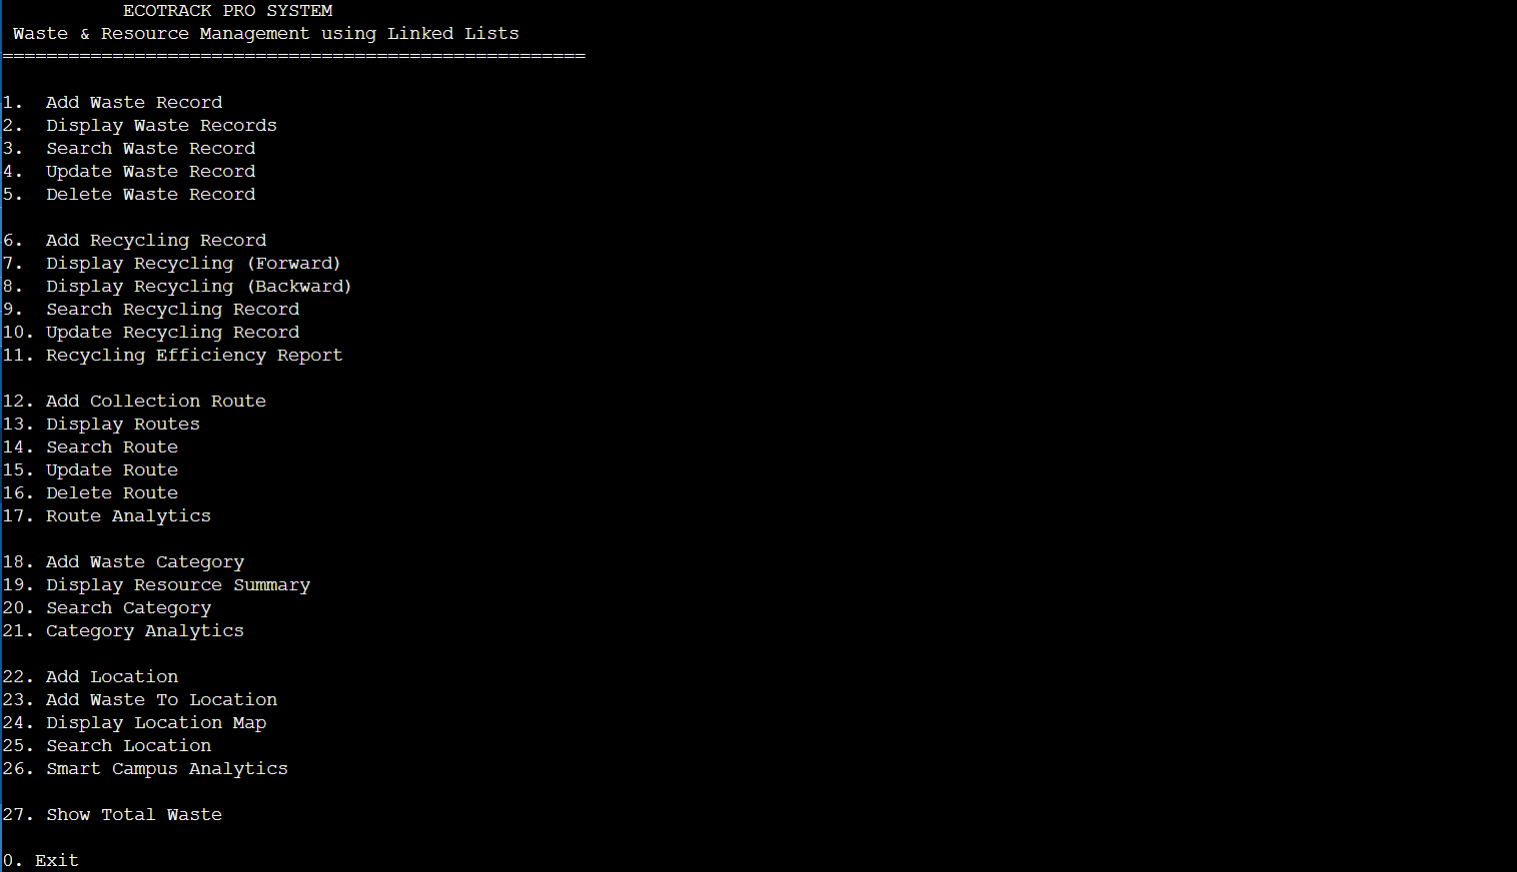 ECOTRACK PRO SYSTEM
Waste & Resource Management using Linked Lists
=====================================================
1. Add Waste Record
2. Display Waste Records
3. Search Waste Record
4. Update Waste Record
5. Delete Waste Record
6. Add Recycling Record
7. Display Recycling (Forward)
8. Display Recycling (Backward)
9. Search Recycling Record
10. Update Recycling Record
11. Recycling Efficiency Report
12. Add Collection Route
13. Display Routes
14. Search Route
15. Update Route
16. Delete Route
17. Route Analytics
18. Add Waste Category
19. Display Resource Summary
20. Search Category
21. Category Analytics
22. Add Location
23. Add Waste To Location
24. Display Location Map
25. Search Location
26. Smart Campus Analytics
27. Show Total Waste
0. Exit